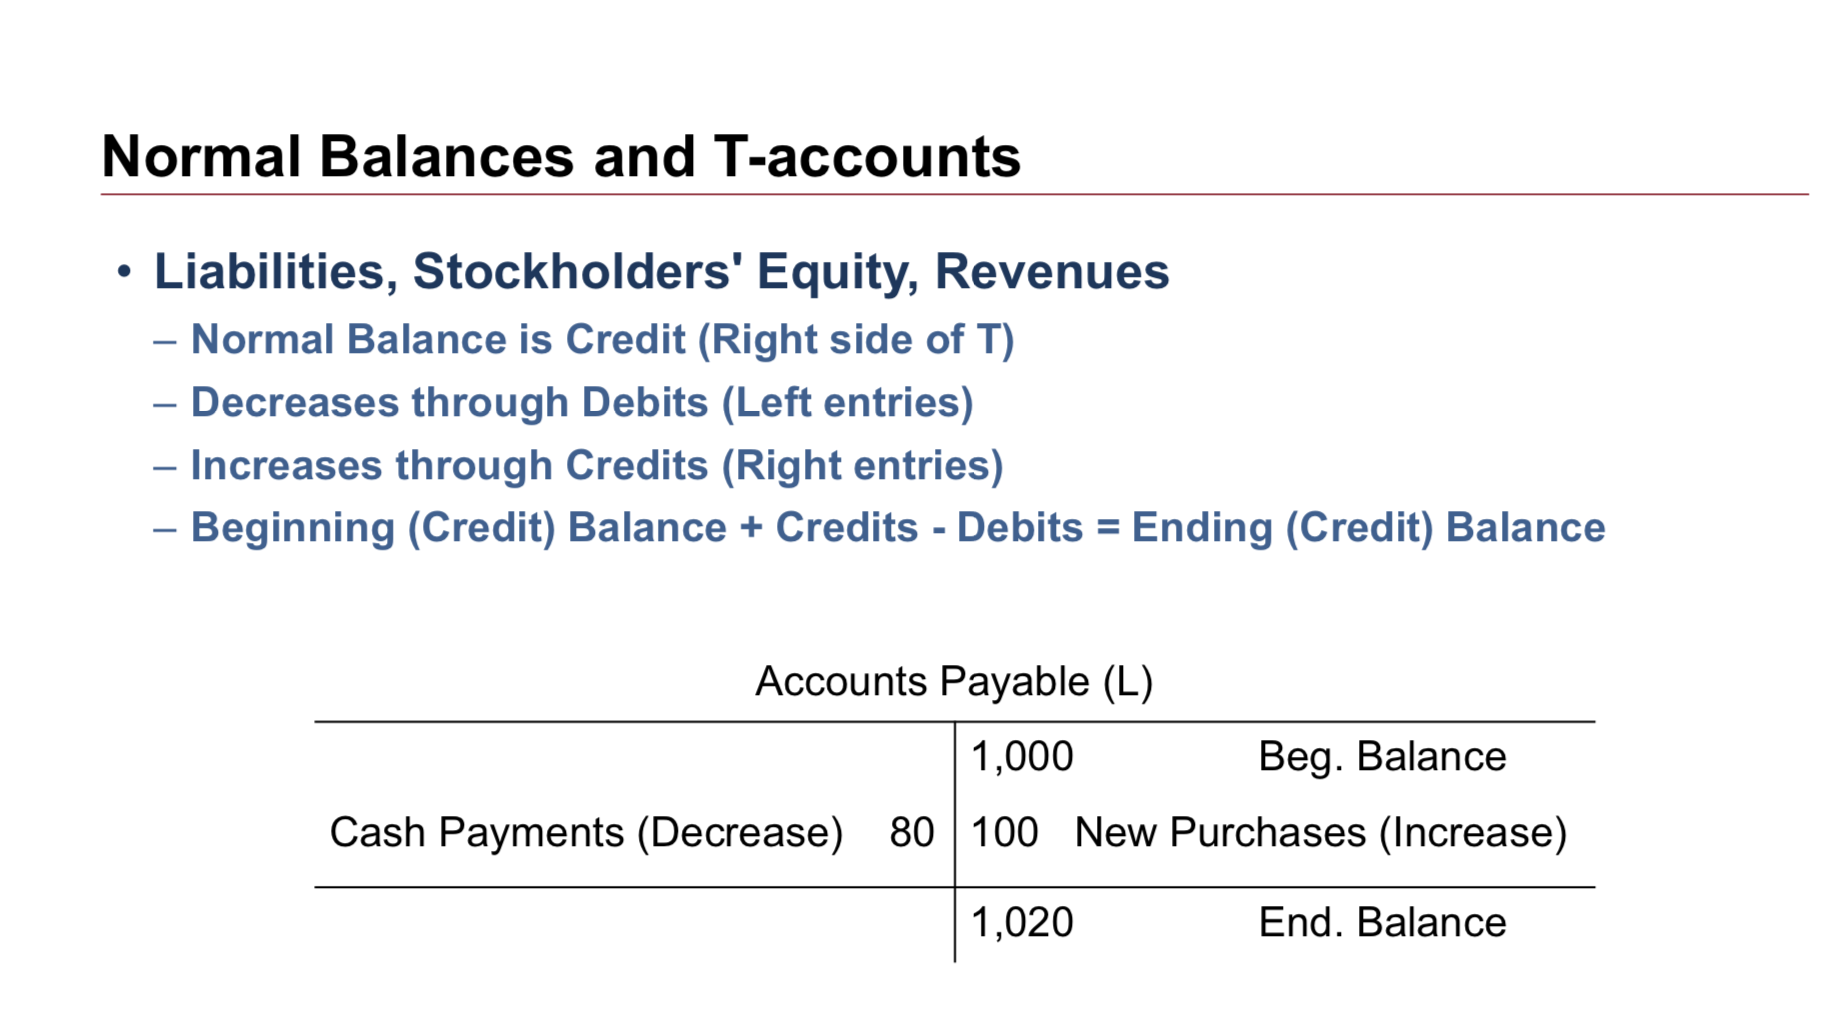 Normal Balances and T-accounts
• Liabilities, Stockholders' Equity, Revenues
– Normal Balance is Credit (Right side of T)
– Decreases through Debits (Left entries)
– Increases through Credits (Right entries)
– Beginning (Credit) Balance + Credits - Debits = Ending (Credit) Balance
Accounts Payable (L)
1,000 Beg. Balance
Cash Payments (Decrease) 80 100 New Purchases (Increase)
1,020 End. Balance